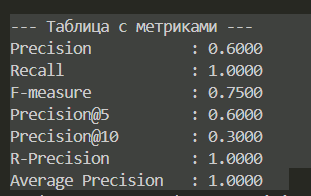 --- Таблица с метриками ---
Precision : 0.6000
Recall : 1.0000
F-measure : 0.7500
Precision@5 : 0.6000
Precision@10 : 0.3000
R-Precision : 1.0000
Average Precision : 1.0000